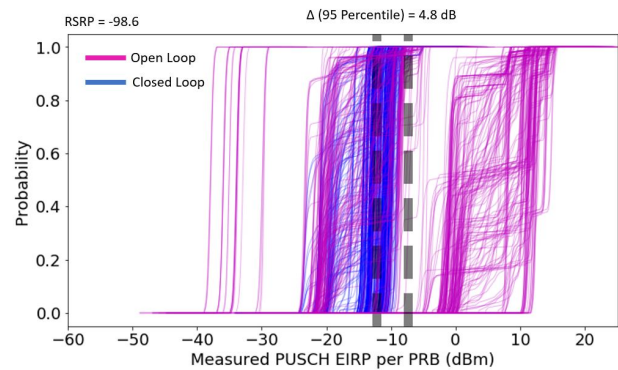 RSRP = -98.6
Δ (95 Percentile) = 4.8 dB
Open Loop
Closed Loop
Probability
1.0
0.8
0.6
0.4
0.2
0.0
−60 −50 −40 −30 −20 −10 0 10 20
Measured PUSCH EIRP per PRB (dBm)